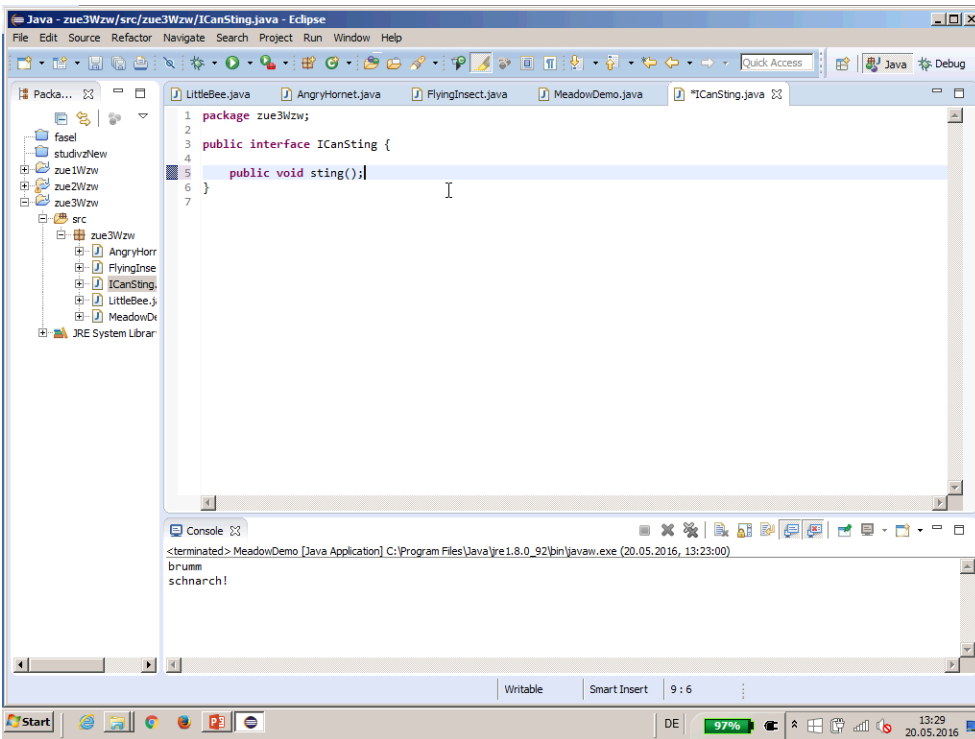 Java - zue3Wzw/src/zue3Wzw/ICanSting.java - Eclipse
File Edit Source Refactor Navigate Search Project Run Window Help
Quick Access Java Debug
Packa...
fasel
studivzNew
zue1Wzw
zue2Wzw
zue3Wzw
src
zue3Wzw
AngryHorr
FlyingInse
ICanSting.
LittleBee.j
MeadowDe
JRE System Librar
LittleBee.java AngryHornet.java FlyingInsect.java MeadowDemo.java *ICanSting.java
1 package zue3Wzw;
2
3 public interface ICanSting {
4
5 public void sting();
6 }
7
Console
<terminated> MeadowDemo [Java Application] C:\Program Files\Java\jre1.8.0_92\bin\javaw.exe (20.05.2016, 13:23:00)
brumm
schnarch!
Writable Smart Insert 9 : 6
Start DE 97% 13:29
20.05.2016